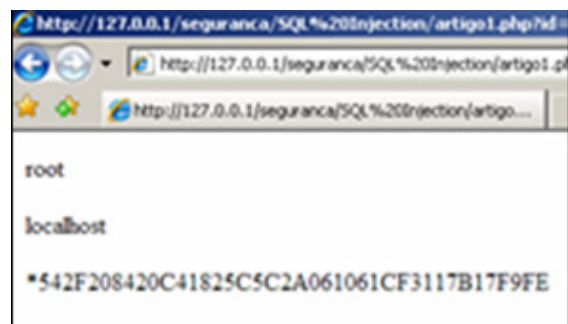 http://127.0.0.1/seguranca/SQL%20Injection/artigo1.php?id=
http://127.0.0.1/seguranca/SQL%20Injection/artigo1.p
http://127.0.0.1/seguranca/SQL%20Injection/artigo....
root
localhost
*542F208420C41825C5C2A061061CF3117B17F9FE